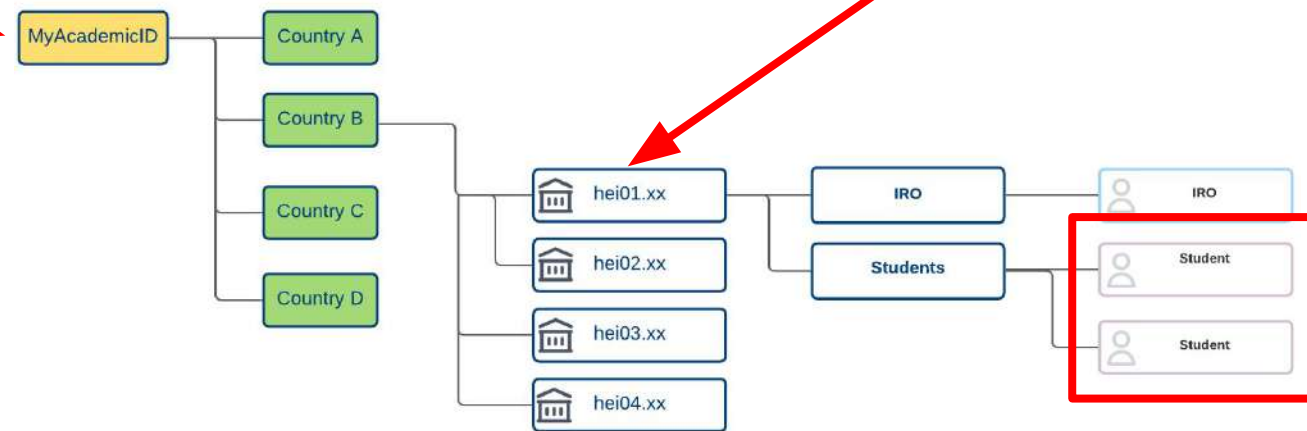 MyAcademicID
Country A
Country B
Country C
Country D
hei01.xx
hei02.xx
hei03.xx
hei04.xx
IRO
Students
IRO
Student
Student